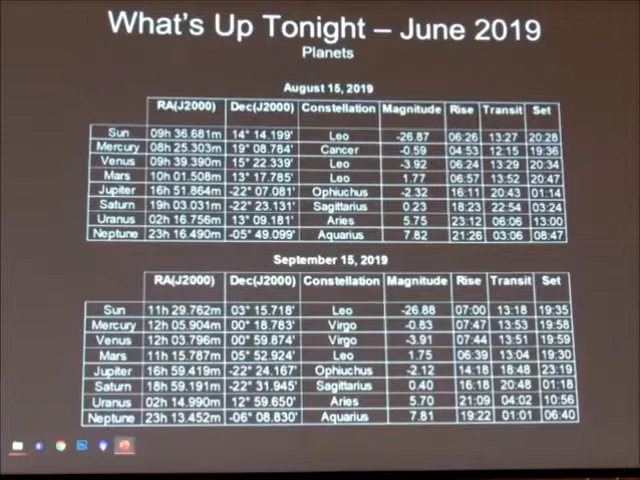 What's Up Tonight – June 2019
Planets
August 15, 2019
RA(J2000) Dec(J2000) Constellation Magnitude Rise Transit Set
Sun 09h 36.681m 14° 14.199' Leo -26.87 06:26 13:27 20:28
Mercury 08h 25.303m 19° 08.784' Cancer -0.59 04:53 12:15 19:36
Venus 09h 39.390m 15° 22.339' Leo -3.92 06:24 13:29 20:34
Mars 10h 01.508m 13° 17.785' Leo 1.77 06:57 13:52 20:47
Jupiter 16h 51.864m -22° 07.081' Ophiuchus -2.32 16:11 20:43 01:14
Saturn 19h 03.031m -22° 23.131' Sagittarius 0.23 18:23 22:54 03:24
Uranus 02h 16.756m 13° 09.181' Aries 5.75 23:12 06:06 13:00
Neptune 23h 16.490m -05° 49.099' Aquarius 7.82 21:26 03:06 08:47
September 15, 2019
RA(J2000) Dec(J2000) Constellation Magnitude Rise Transit Set
Sun 11h 29.762m 03° 15.718' Leo -26.88 07:00 13:18 19:35
Mercury 12h 05.904m 00° 18.783' Virgo -0.83 07:47 13:53 19:58
Venus 12h 03.796m 00° 59.874' Virgo -3.91 07:44 13:51 19:59
Mars 11h 15.787m 05° 52.924' Leo 1.75 06:39 13:04 19:30
Jupiter 16h 59.419m -22° 24.167' Ophiuchus -2.12 14:18 18:48 23:19
Saturn 18h 59.191m -22° 31.945' Sagittarius 0.40 16:18 20:48 01:18
Uranus 02h 14.990m 12° 59.650' Aries 5.70 21:09 04:02 10:56
Neptune 23h 13.452m -06° 08.830' Aquarius 7.81 19:22 01:01 06:40